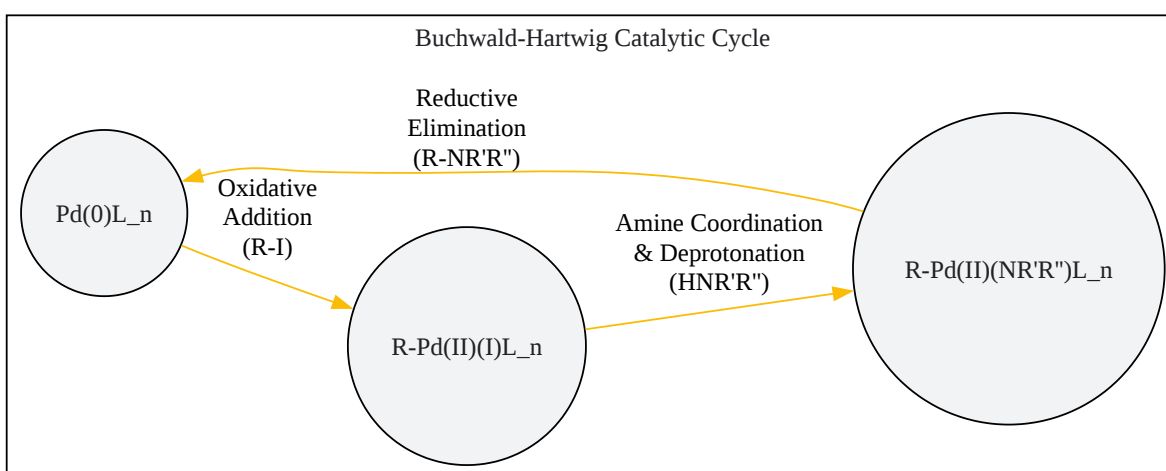 Buchwald-Hartwig Catalytic Cycle
Reductive
Elimination
(R-NR'R")
Oxidative
Addition
(R-I)
Pd(0)L_n
Amine Coordination
& Deprotonation
(HNR'R")
R-Pd(II)(NR'R")L_n
R-Pd(II)(I)L_n